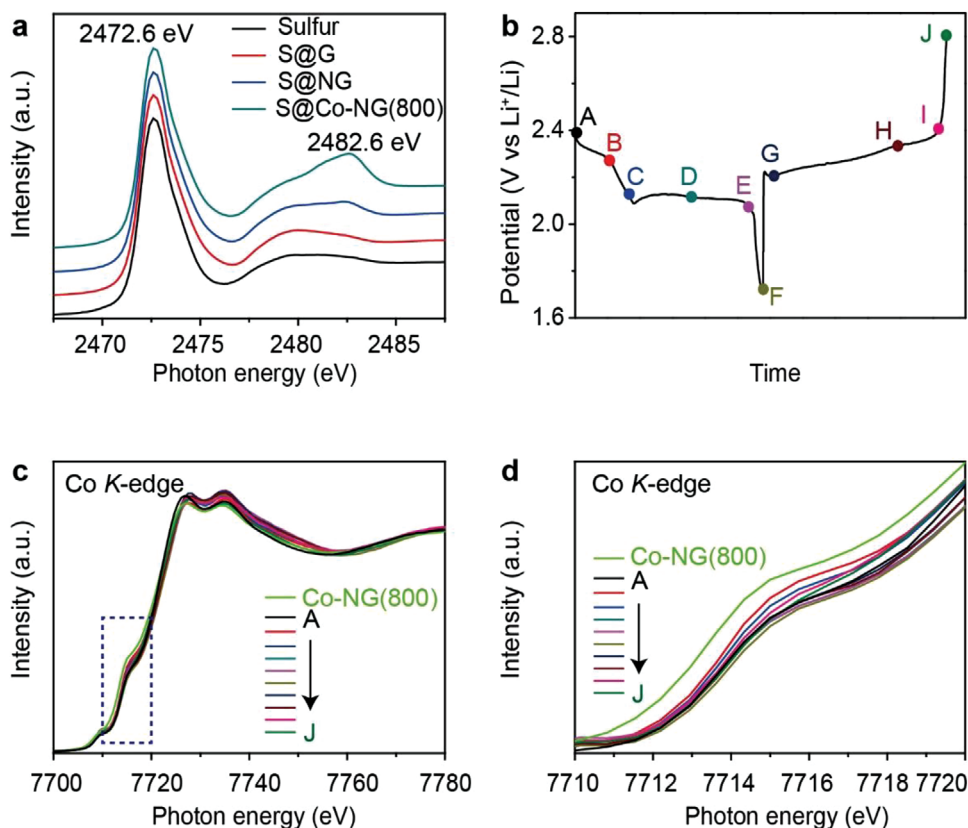 a
2472.6 eV
Sulfur
S@G
S@NG
S@Co-NG(800)
2482.6 eV
Intensity (a.u.)
2470 2475 2480 2485
Photon energy (eV)
b
Potential (V vs Li⁺/Li)
2.8
2.4
2.0
1.6
A
B
C
D
E
F
G
H
I
J
Time
c
Co K-edge
Intensity (a.u.)
Co-NG(800)
A
J
7700 7720 7740 7760 7780
Photon energy (eV)
d
Co K-edge
Intensity (a.u.)
Co-NG(800)
A
J
7710 7712 7714 7716 7718 7720
Photon energy (eV)